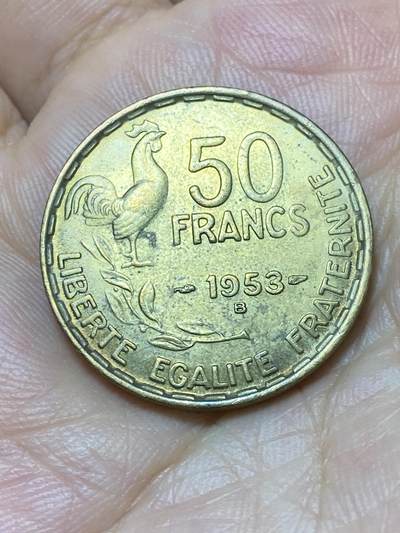 50
FRANCS
1953
B
LIBERTE EGALITE FRATERNITE